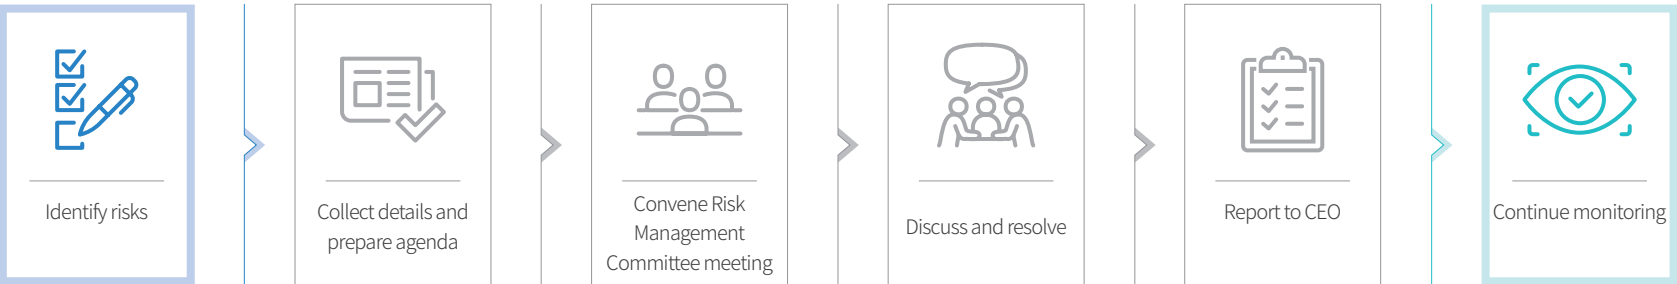 Identify risks
Collect details and
prepare agenda
Convene Risk
Management
Committee meeting
Discuss and resolve
Report to CEO
Continue monitoring